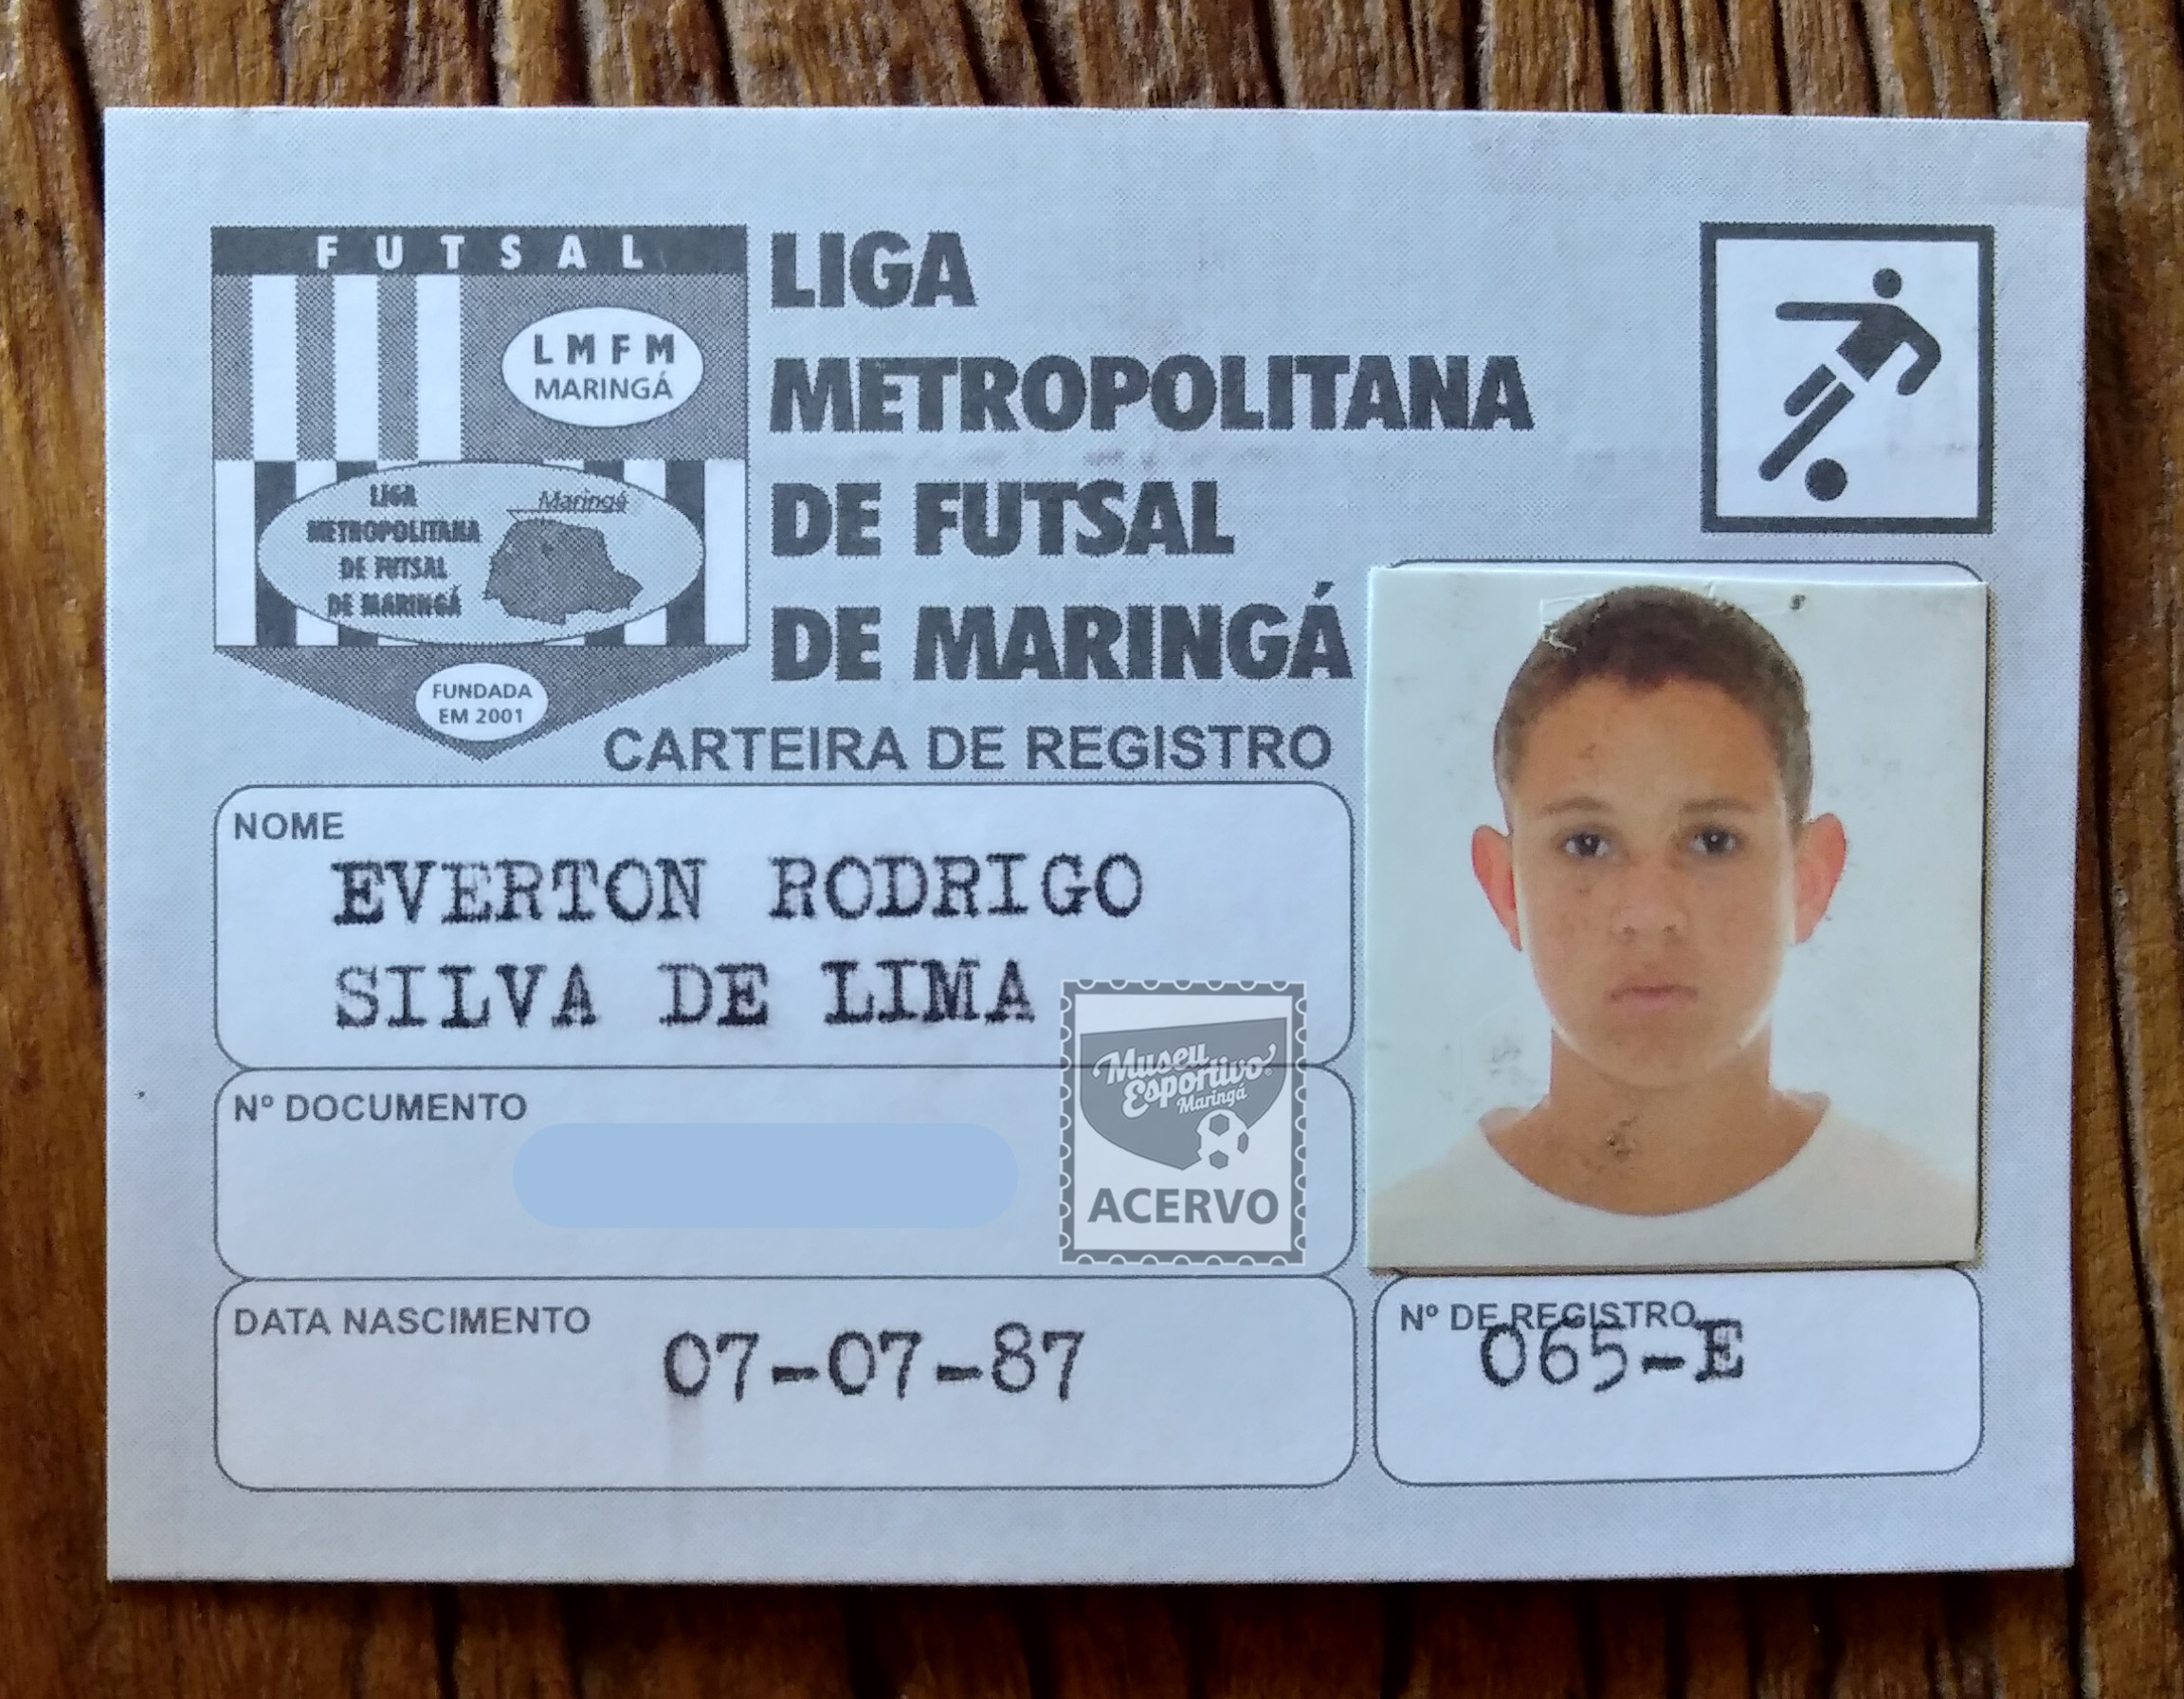 FUTSAL
LMFM
MARINGÁ
LIGA
METROPOLITANA
DE FUTSAL
DE MARINGÁ
Maringá
FUNDADA
EM 2001
LIGA
METROPOLITANA
DE FUTSAL
DE MARINGÁ
CARTEIRA DE REGISTRO
NOME
EVERTON RODRIGO
SILVA DE LIMA
Nº DOCUMENTO
Museu
Esportivo
Maringá
ACERVO
DATA NASCIMENTO
07-07-87
Nº DE REGISTRO
065-E